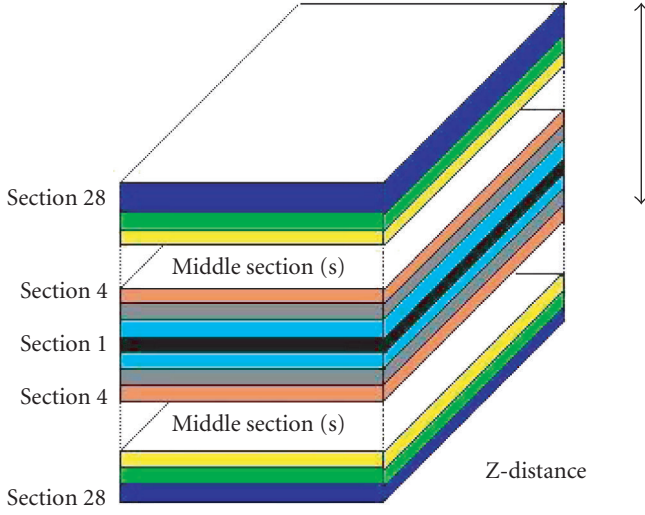 Section 28
Middle section (s)
Section 4
Section 1
Section 4
Middle section (s)
Z-distance
Section 28